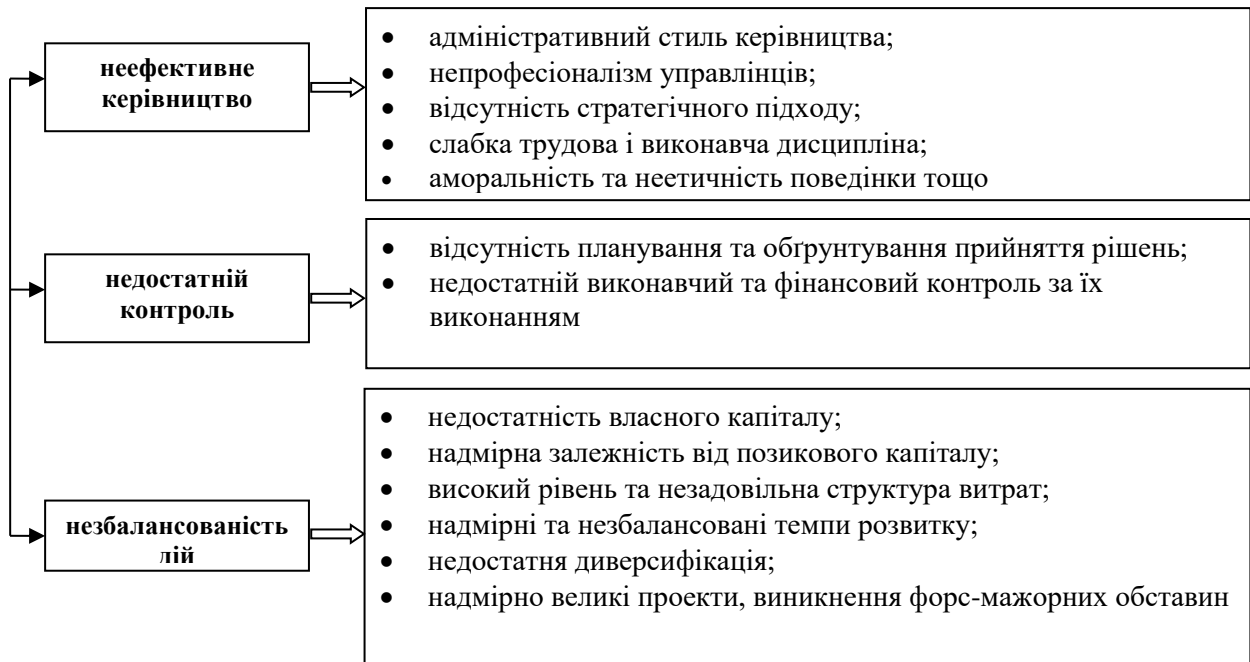 неефективне
керівництво
• адміністративний стиль керівництва;
• непрофесіоналізм управлінців;
• відсутність стратегічного підходу;
• слабка трудова і виконавча дисципліна;
• аморальність та неетичність поведінки тощо
недостатній
контроль
• відсутність планування та обґрунтування прийняття рішень;
• недостатній виконавчий та фінансовий контроль за їх
виконанням
незбалансованість
дій
• недостатність власного капіталу;
• надмірна залежність від позикового капіталу;
• високий рівень та незадовільна структура витрат;
• надмірні та незбалансовані темпи розвитку;
• недостатня диверсифікація;
• надмірно великі проекти, виникнення форс-мажорних обставин